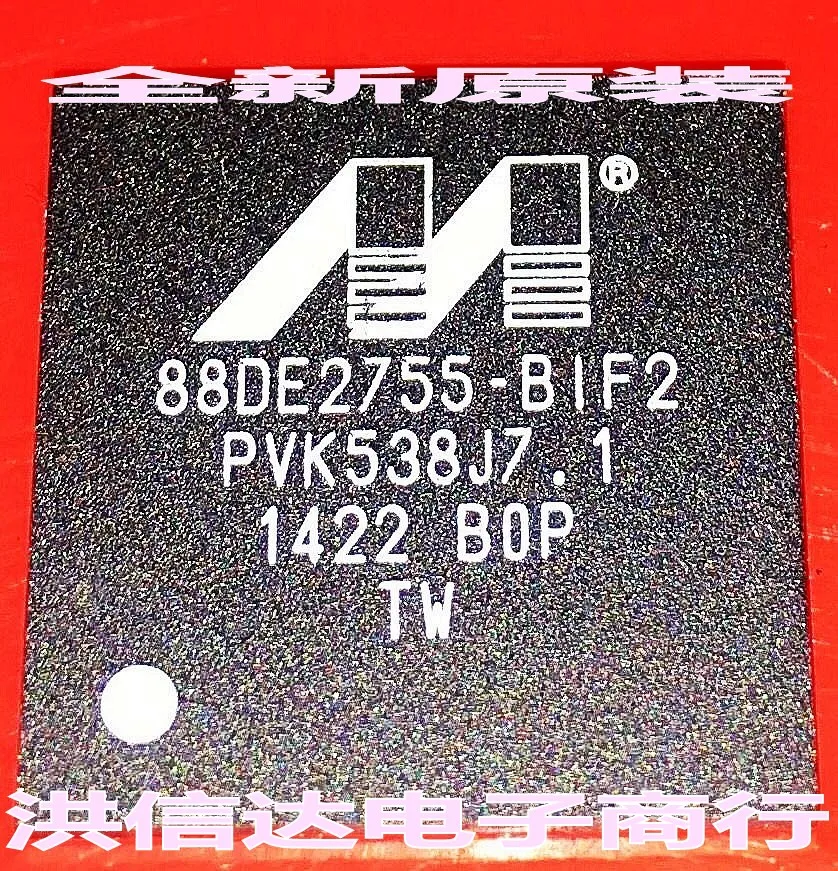 全新原装
®
88DE2755-BIF2
PVK538J7.1
1422 B0P
TW
洪信达电子商行